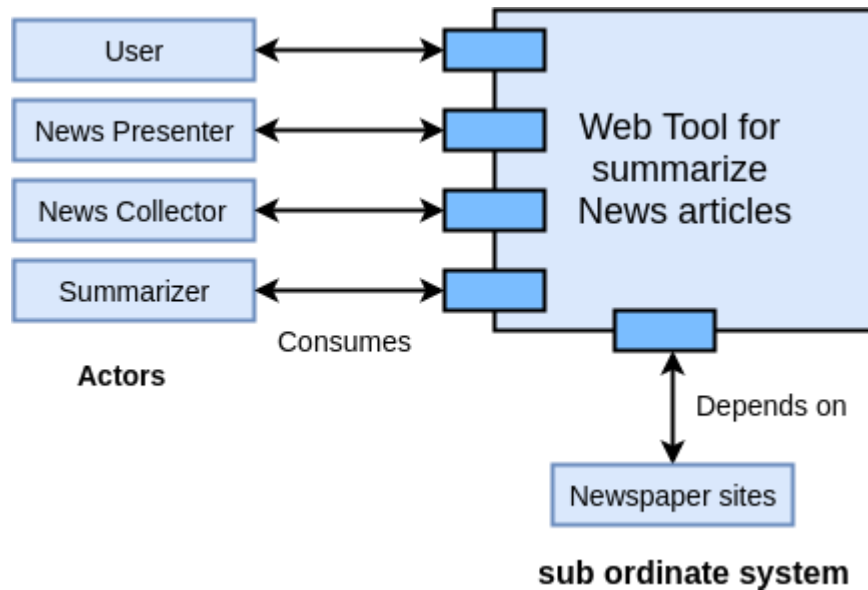 User
News Presenter
News Collector
Summarizer
Consumes
Actors
Web Tool for
summarize
News articles
Depends on
Newspaper sites
sub ordinate system